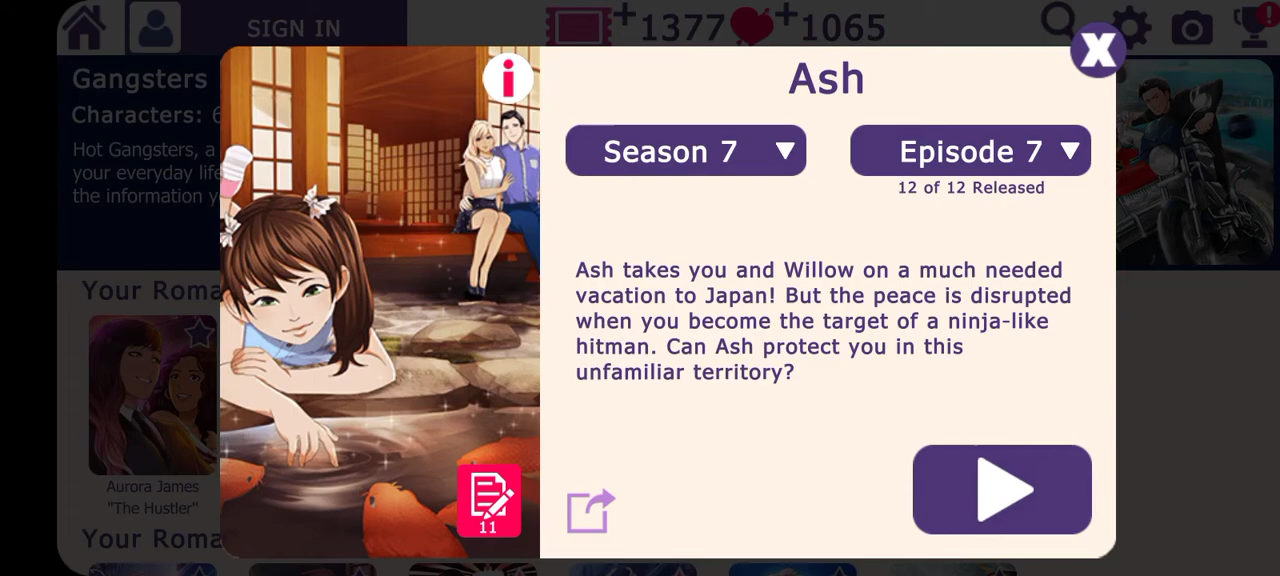 SIGN IN
+1377
+1065
Gangsters
Characters: 6
Hot Gangsters, a
your everyday life
the information y
Your Roma
Aurora James
"The Hustler"
Your Roma
i
11
X
Ash
Season 7 ▼
Episode 7 ▼
12 of 12 Released
Ash takes you and Willow on a much needed
vacation to Japan! But the peace is disrupted
when you become the target of a ninja-like
hitman. Can Ash protect you in this
unfamiliar territory?